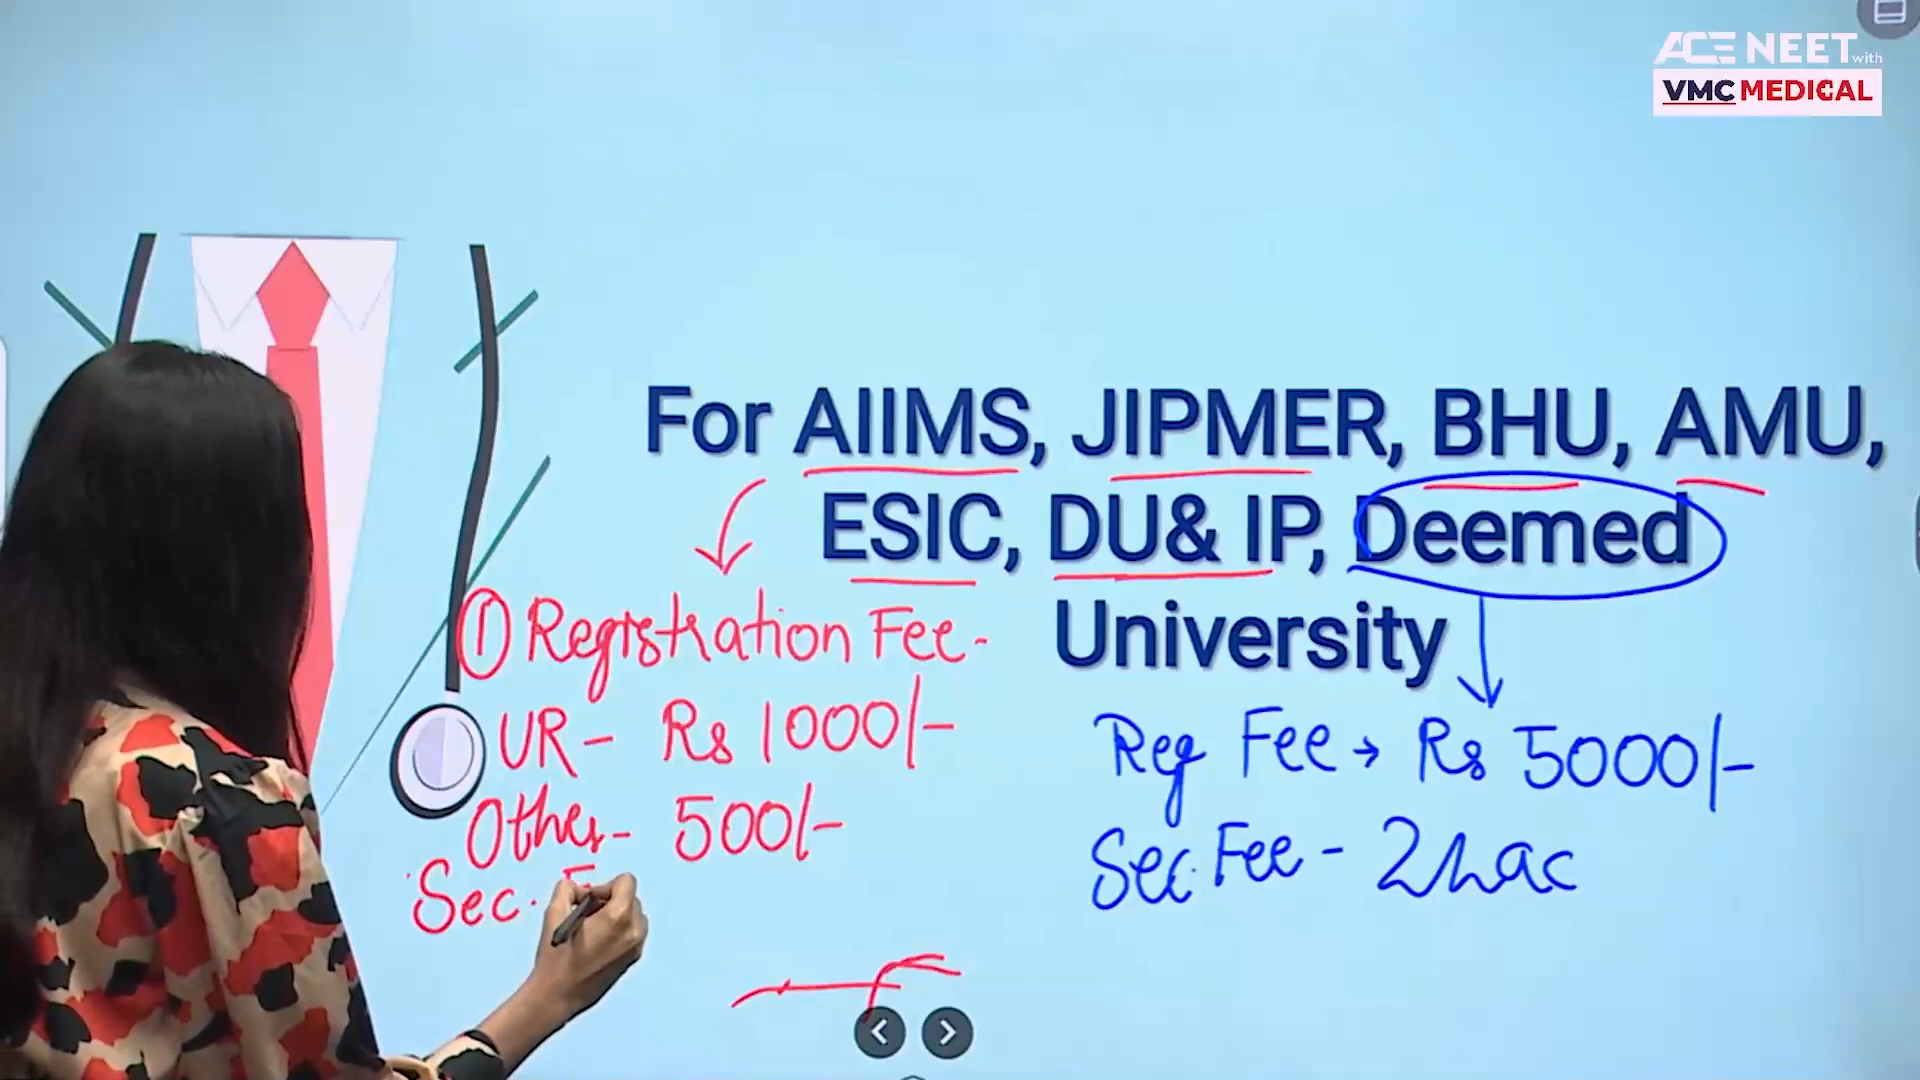 ACE NEET with
VMC MEDICAL
For AIIMS, JIPMER, BHU, AMU,
ESIC, DU& IP, Deemed
University
① Registration Fee -
UR - Rs 1000/-
Other - 500/-
Sec. F
Reg Fee → Rs 5000/-
Sec. Fee - 2 Lac